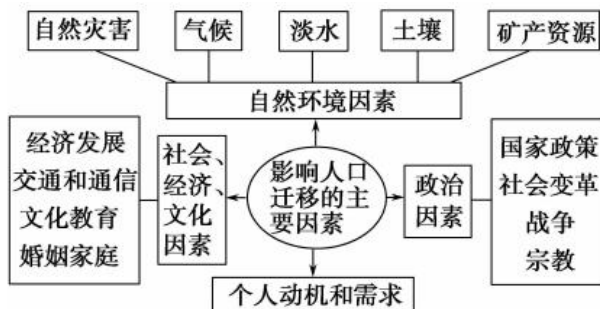 自然灾害
气候
淡水
土壤
矿产资源
自然环境因素
经济发展
交通和通信
文化教育
婚姻家庭
社会、
经济、
文化
因素
影响人口
迁移的主
要因素
政治
因素
国家政策
社会变革
战争
宗教
个人动机和需求